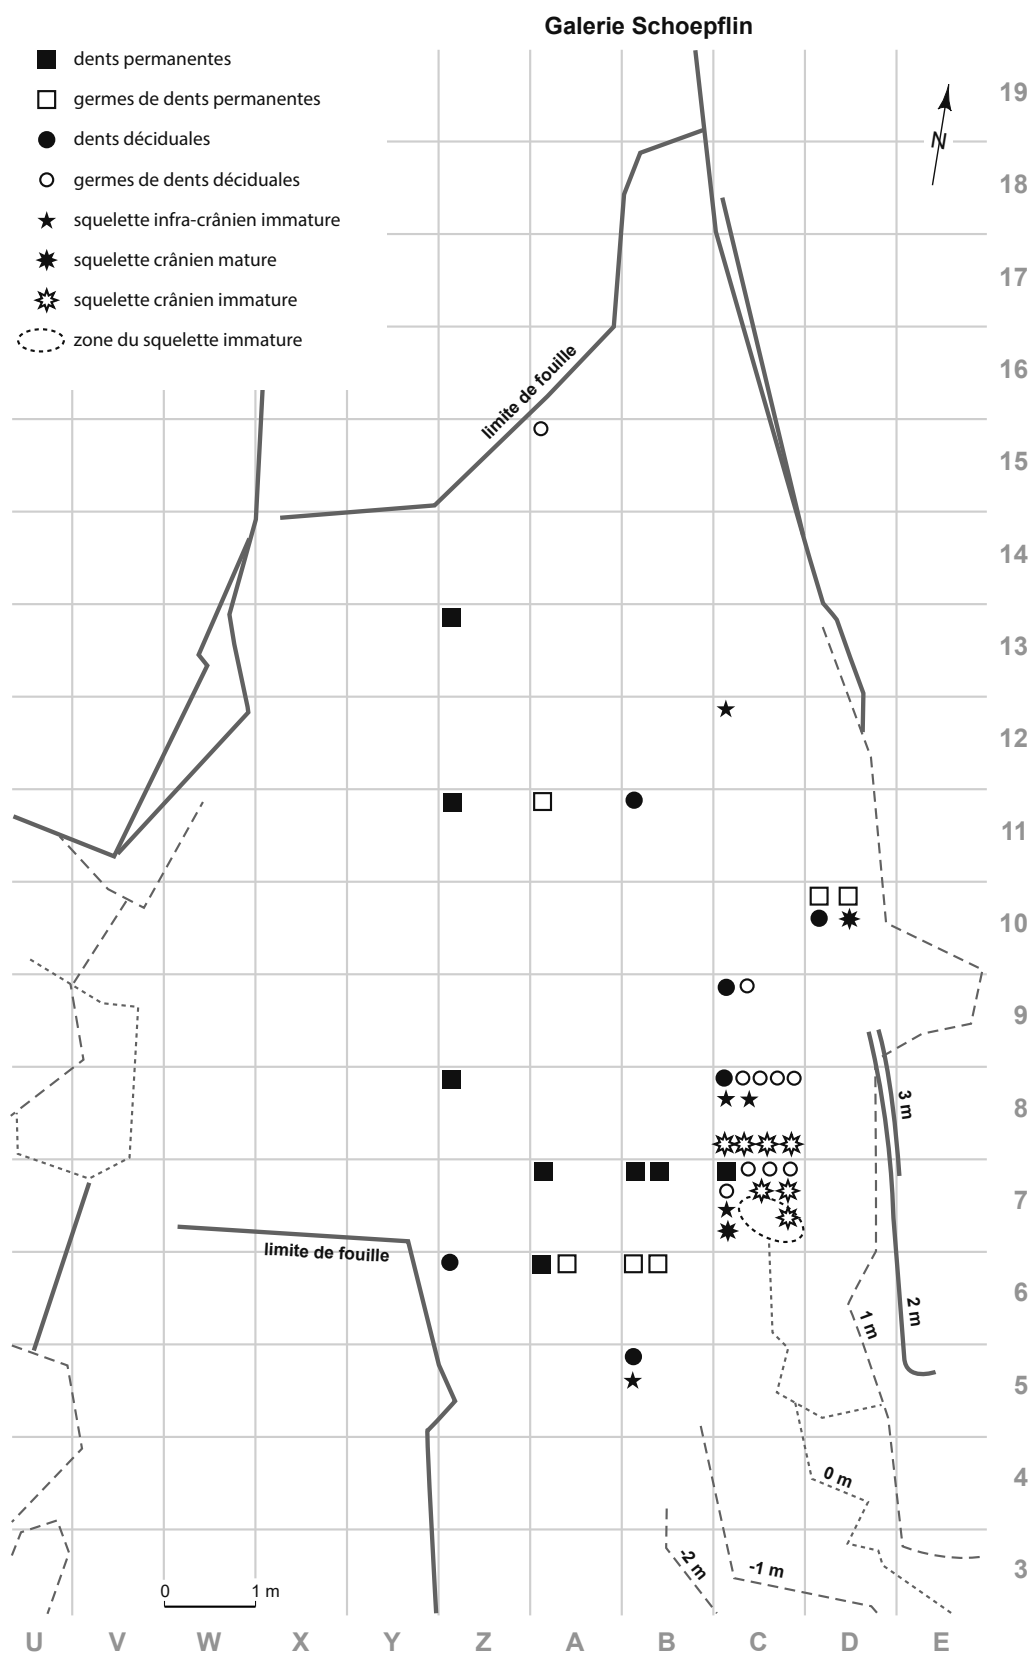 Galerie Schoepflin
dents permanentes
germes de dents permanentes
dents déciduales
germes de dents déciduales
squelette infra-crânien immature
squelette crânien mature
squelette crânien immature
zone du squelette immature
N
19
18
17
16
limite de fouille
15
14
13
12
11
10
9
3 m
8
7
limite de fouille
2 m
1 m
6
5
0 m
4
-2 m
-1 m
3
0 1 m
U V W X Y Z A B C D E